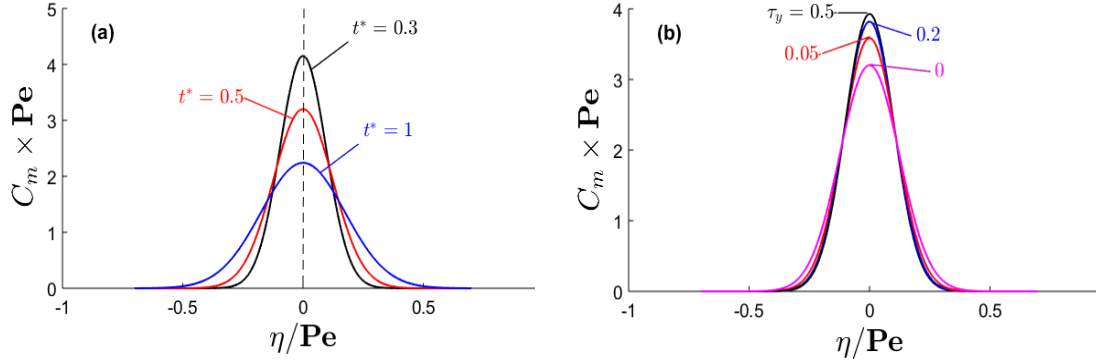 (a)
t* = 0.3
t* = 0.5
t* = 1
5
4
3
2
1
0
-1
-0.5
0
0.5
C_m × Pe
η/Pe
(b)
τ_y = 0.5
0.2
0.05
0
4
3
2
1
0
-1
-0.5
0
0.5
C_m × Pe
η/Pe